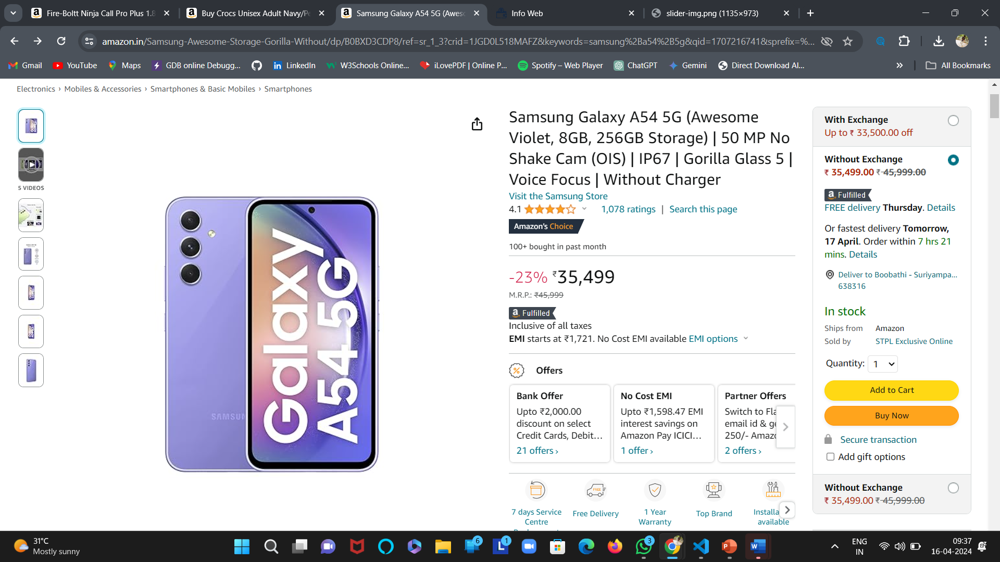 Fire-Boltt Ninja Call Pro Plus 1.8
Buy Crocs Unisex Adult Navy/Pe
Samsung Galaxy A54 5G (Aweso
Info Web
slider-img.png (1135×973)
amazon.in/Samsung-Awesome-Storage-Gorilla-Without/dp/B0BXD3CDP8/ref=sr_1_3?crid=1JGD0L518MAFZ&keywords=samsung%2Ba54%2B5g&qid=1707216741&sprefix=%...
Gmail
YouTube
Maps
GDB online Debugg...
LinkedIn
W3Schools Online...
iLovePDF | Online P...
Spotify – Web Player
ChatGPT
Gemini
Direct Download Al...
All Bookmarks
Electronics › Mobiles & Accessories › Smartphones & Basic Mobiles › Smartphones
5 VIDEOS
SAMSUN
Galaxy
A54 5G
Samsung Galaxy A54 5G (Awesome
Violet, 8GB, 256GB Storage) | 50 MP No
Shake Cam (OIS) | IP67 | Gorilla Glass 5 |
Voice Focus | Without Charger
Visit the Samsung Store
4.1
1,078 ratings | Search this page
Amazon's Choice
100+ bought in past month
-23% ₹35,499
M.R.P.: ₹45,999
Fulfilled
Inclusive of all taxes
EMI starts at ₹1,721. No Cost EMI available EMI options
Offers
Bank Offer
Upto ₹2,000.00
discount on select
Credit Cards, Debit...
21 offers ›
No Cost EMI
Upto ₹1,598.47 EMI
interest savings on
Amazon Pay ICICI...
1 offer ›
Partner Offers
Switch to Fla
email id & ge
250/- Amazo
2 offers ›
7 days Service
Centre
Free Delivery
1 Year
Warranty
Top Brand
Installa
available
With Exchange
Up to ₹ 33,500.00 off
Without Exchange
₹ 35,499.00 ₹ 45,999.00
Fulfilled
FREE delivery Thursday. Details
Or fastest delivery Tomorrow,
17 April. Order within 7 hrs 21
mins. Details
Deliver to Boobathi - Suriyampa...
638316
In stock
Ships from Amazon
Sold by STPL Exclusive Online
Quantity: 1
Add to Cart
Buy Now
Secure transaction
Add gift options
Without Exchange
₹ 35,499.00 ₹ 45,999.00
31°C
Mostly sunny
6
1
3
ENG
IN
09:37
16-04-2024